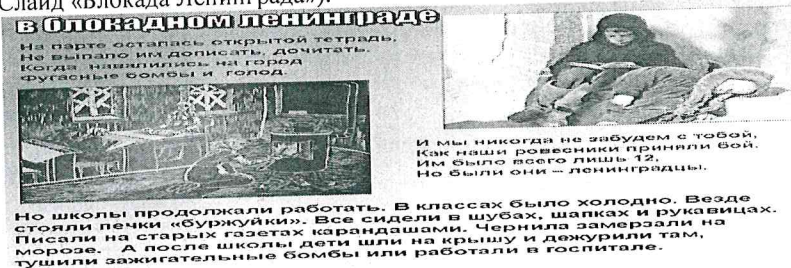 Слайд «Блокада Ленинграда»).
в блокадном ленинграде
На парте осталась открытой тетрадь,
Не выпало им дописать, дочитать.
Когда навалились на город
Фугасные бомбы и голод.
И мы никогда не забудем с тобой,
Как наши ровесники приняли бой.
Им было всего лишь 12,
Но были они – ленинградцы.
Но школы продолжали работать. В классах было холодно. Везде
стояли печки «буржуйки». Все сидели в шубах, шапках и рукавицах.
Писали на старых газетах карандашами. Чернила замерзали на
морозе. А после школы дети шли на крышу и дежурили там,
тушили зажигательные бомбы или работали в госпитале.